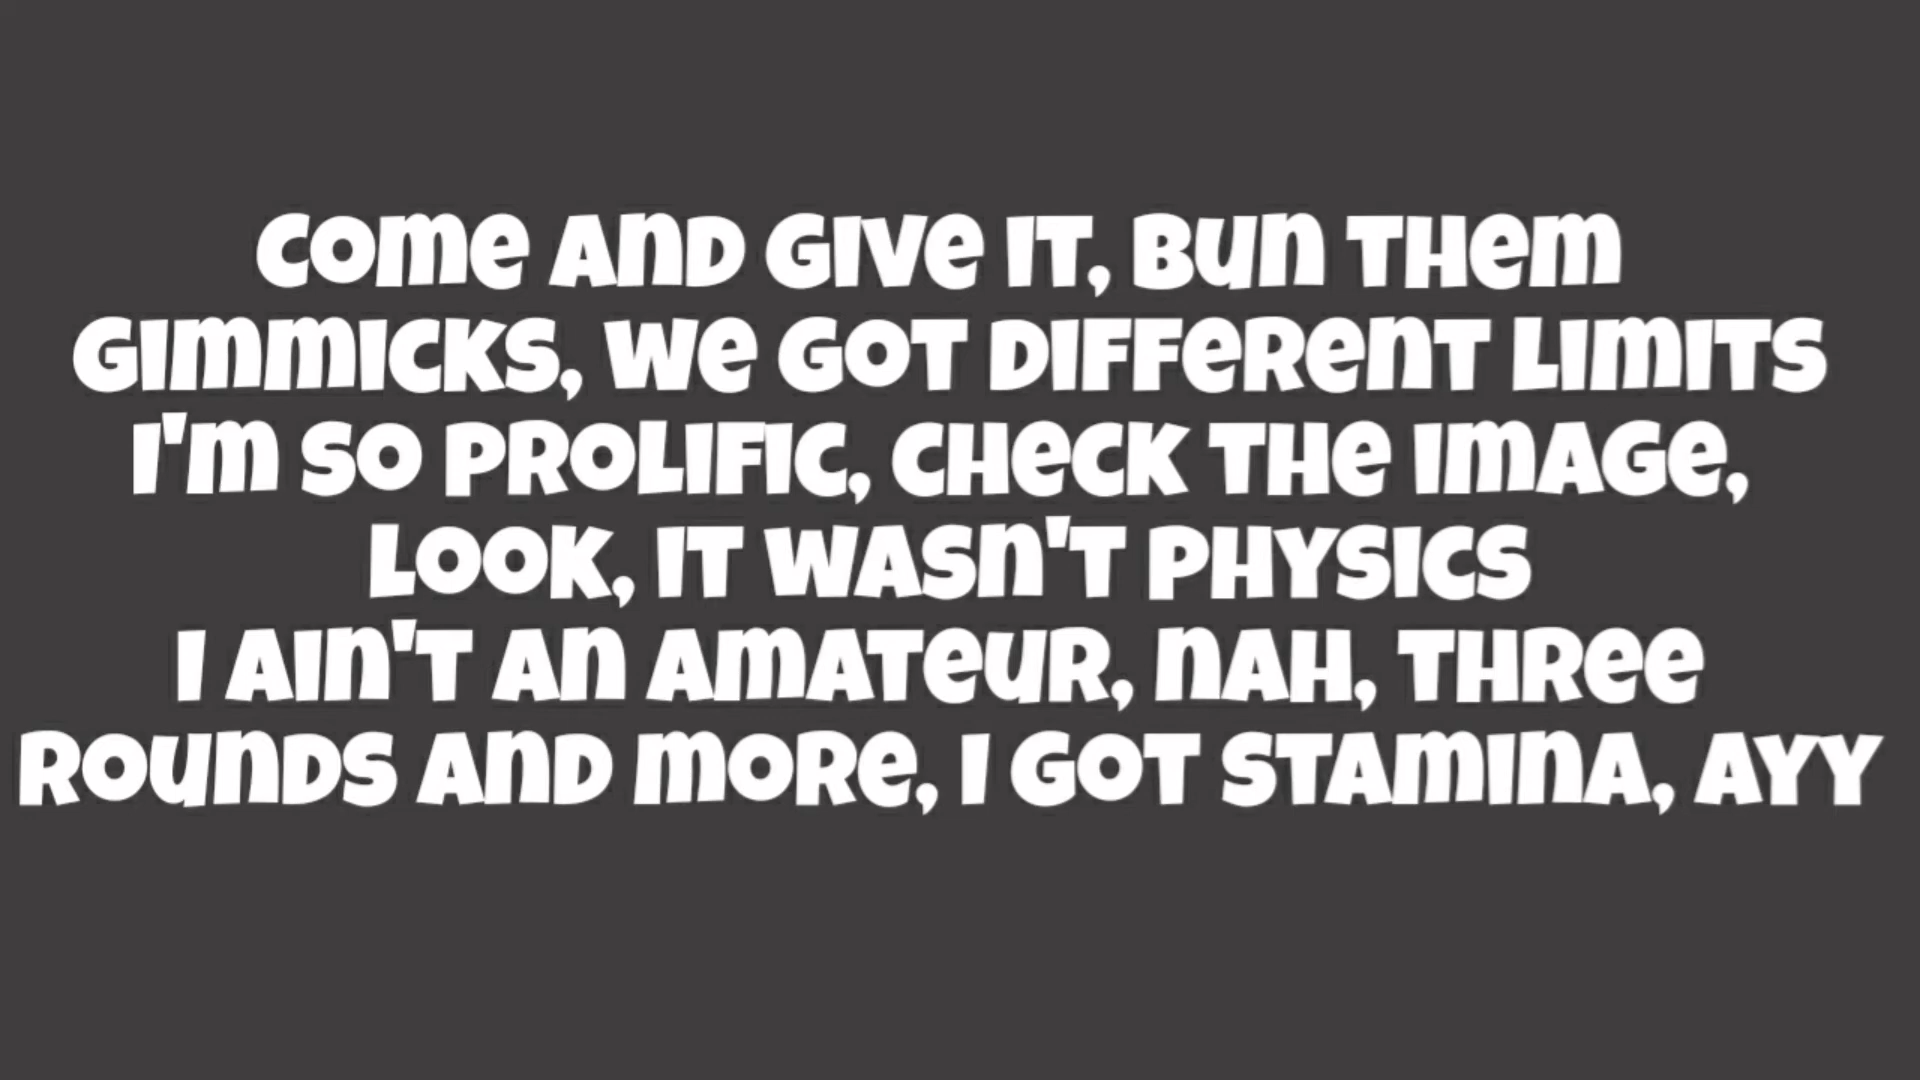 Come and give it, bun them
gimmicks, we got different limits
I'm so prolific, check the image,
look, it wasn't physics
I ain't an amateur, nah, three
rounds and more, I got stamina, ayy